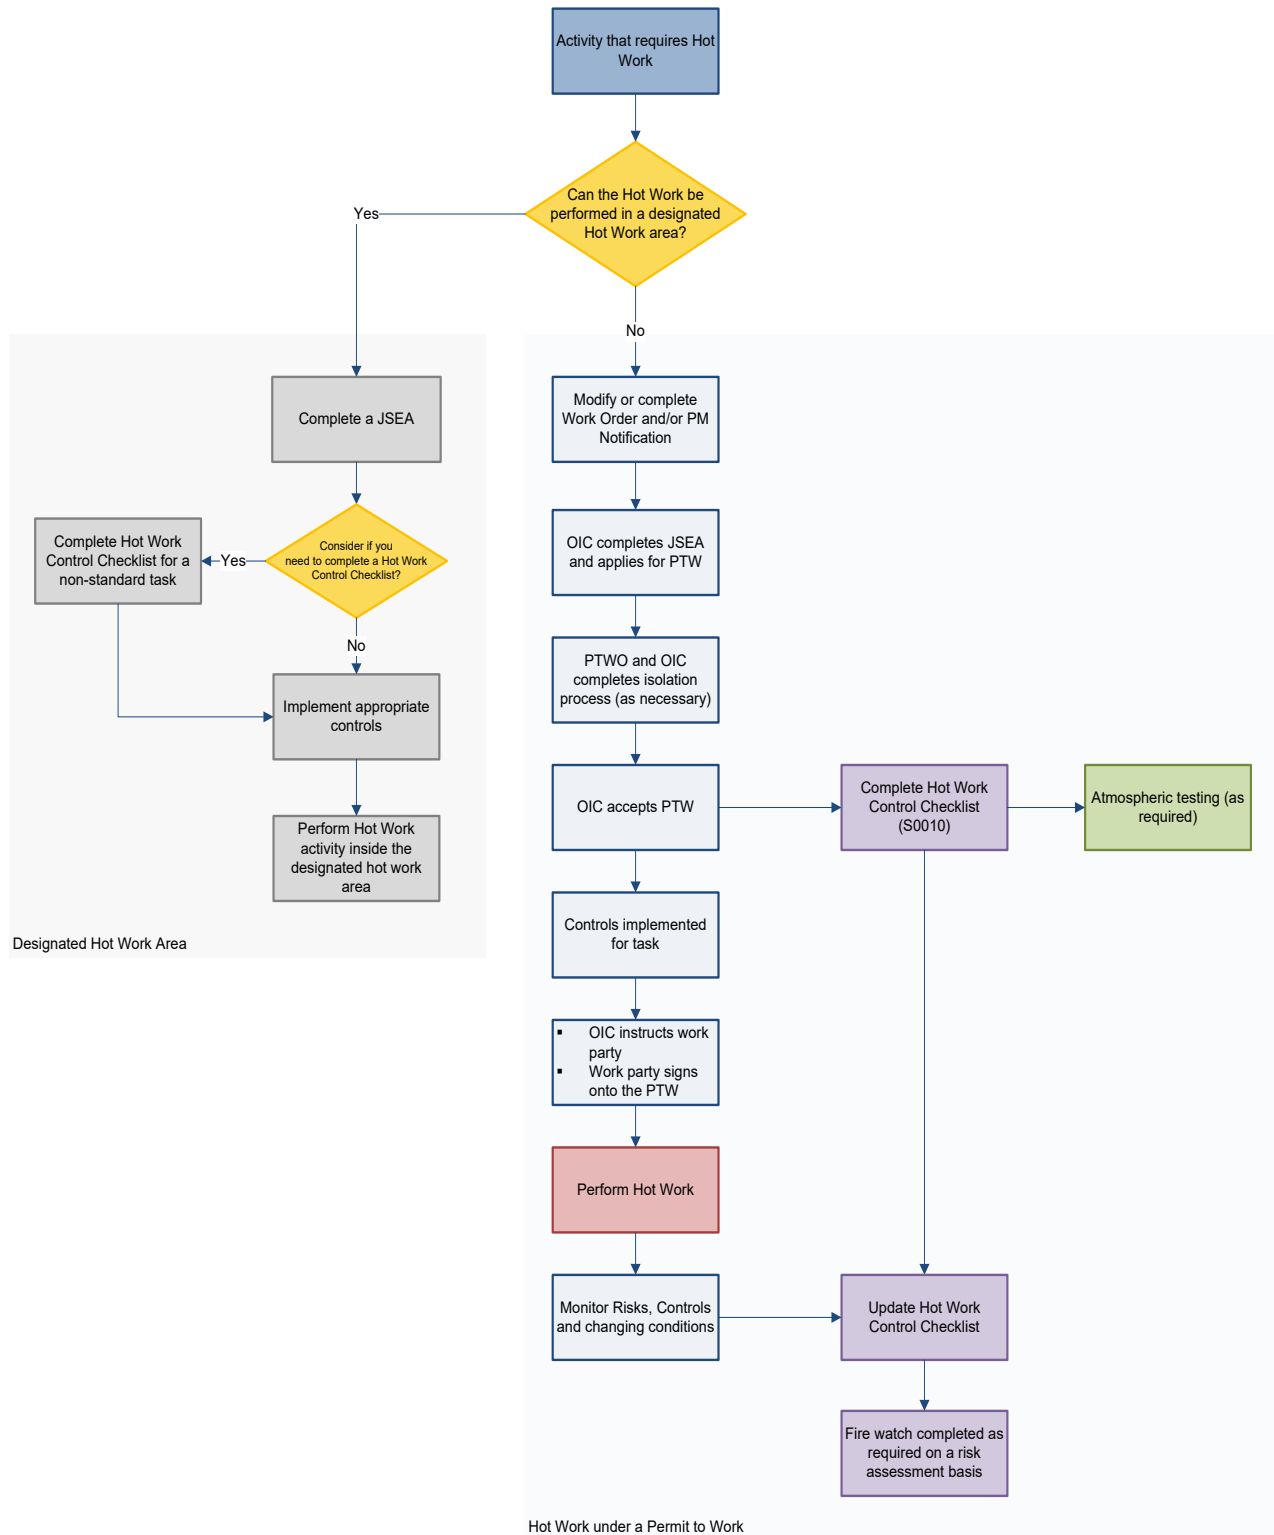 Activity that requires Hot
Work
Can the Hot Work be
performed in a designated
Hot Work area?
Yes
No
Complete a JSEA
Consider if you
need to complete a Hot Work
Control Checklist?
Yes
Complete Hot Work
Control Checklist for a
non-standard task
No
Implement appropriate
controls
Perform Hot Work
activity inside the
designated hot work
area
Designated Hot Work Area
Modify or complete
Work Order and/or PM
Notification
OIC completes JSEA
and applies for PTW
PTWO and OIC
completes isolation
process (as necessary)
OIC accepts PTW
Complete Hot Work
Control Checklist
(S0010)
Atmospheric testing (as
required)
Controls implemented
for task
▪ OIC instructs work
party
▪ Work party signs
onto the PTW
Perform Hot Work
Monitor Risks, Controls
and changing conditions
Update Hot Work
Control Checklist
Fire watch completed as
required on a risk
assessment basis
Hot Work under a Permit to Work